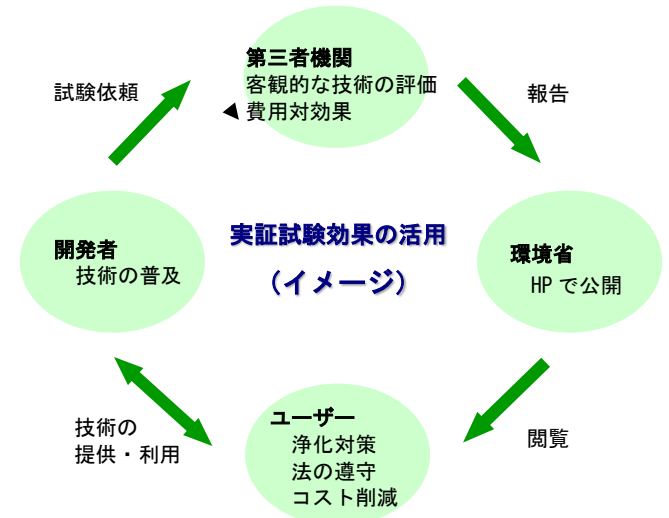 第三者機関
客観的な技術の評価
費用対効果
試験依頼
報告
開発者
技術の普及
実証試験効果の活用
（イメージ）
環境省
HP で公開
ユーザー
浄化対策
法の遵守
コスト削減
技術の
提供・利用
閲覧